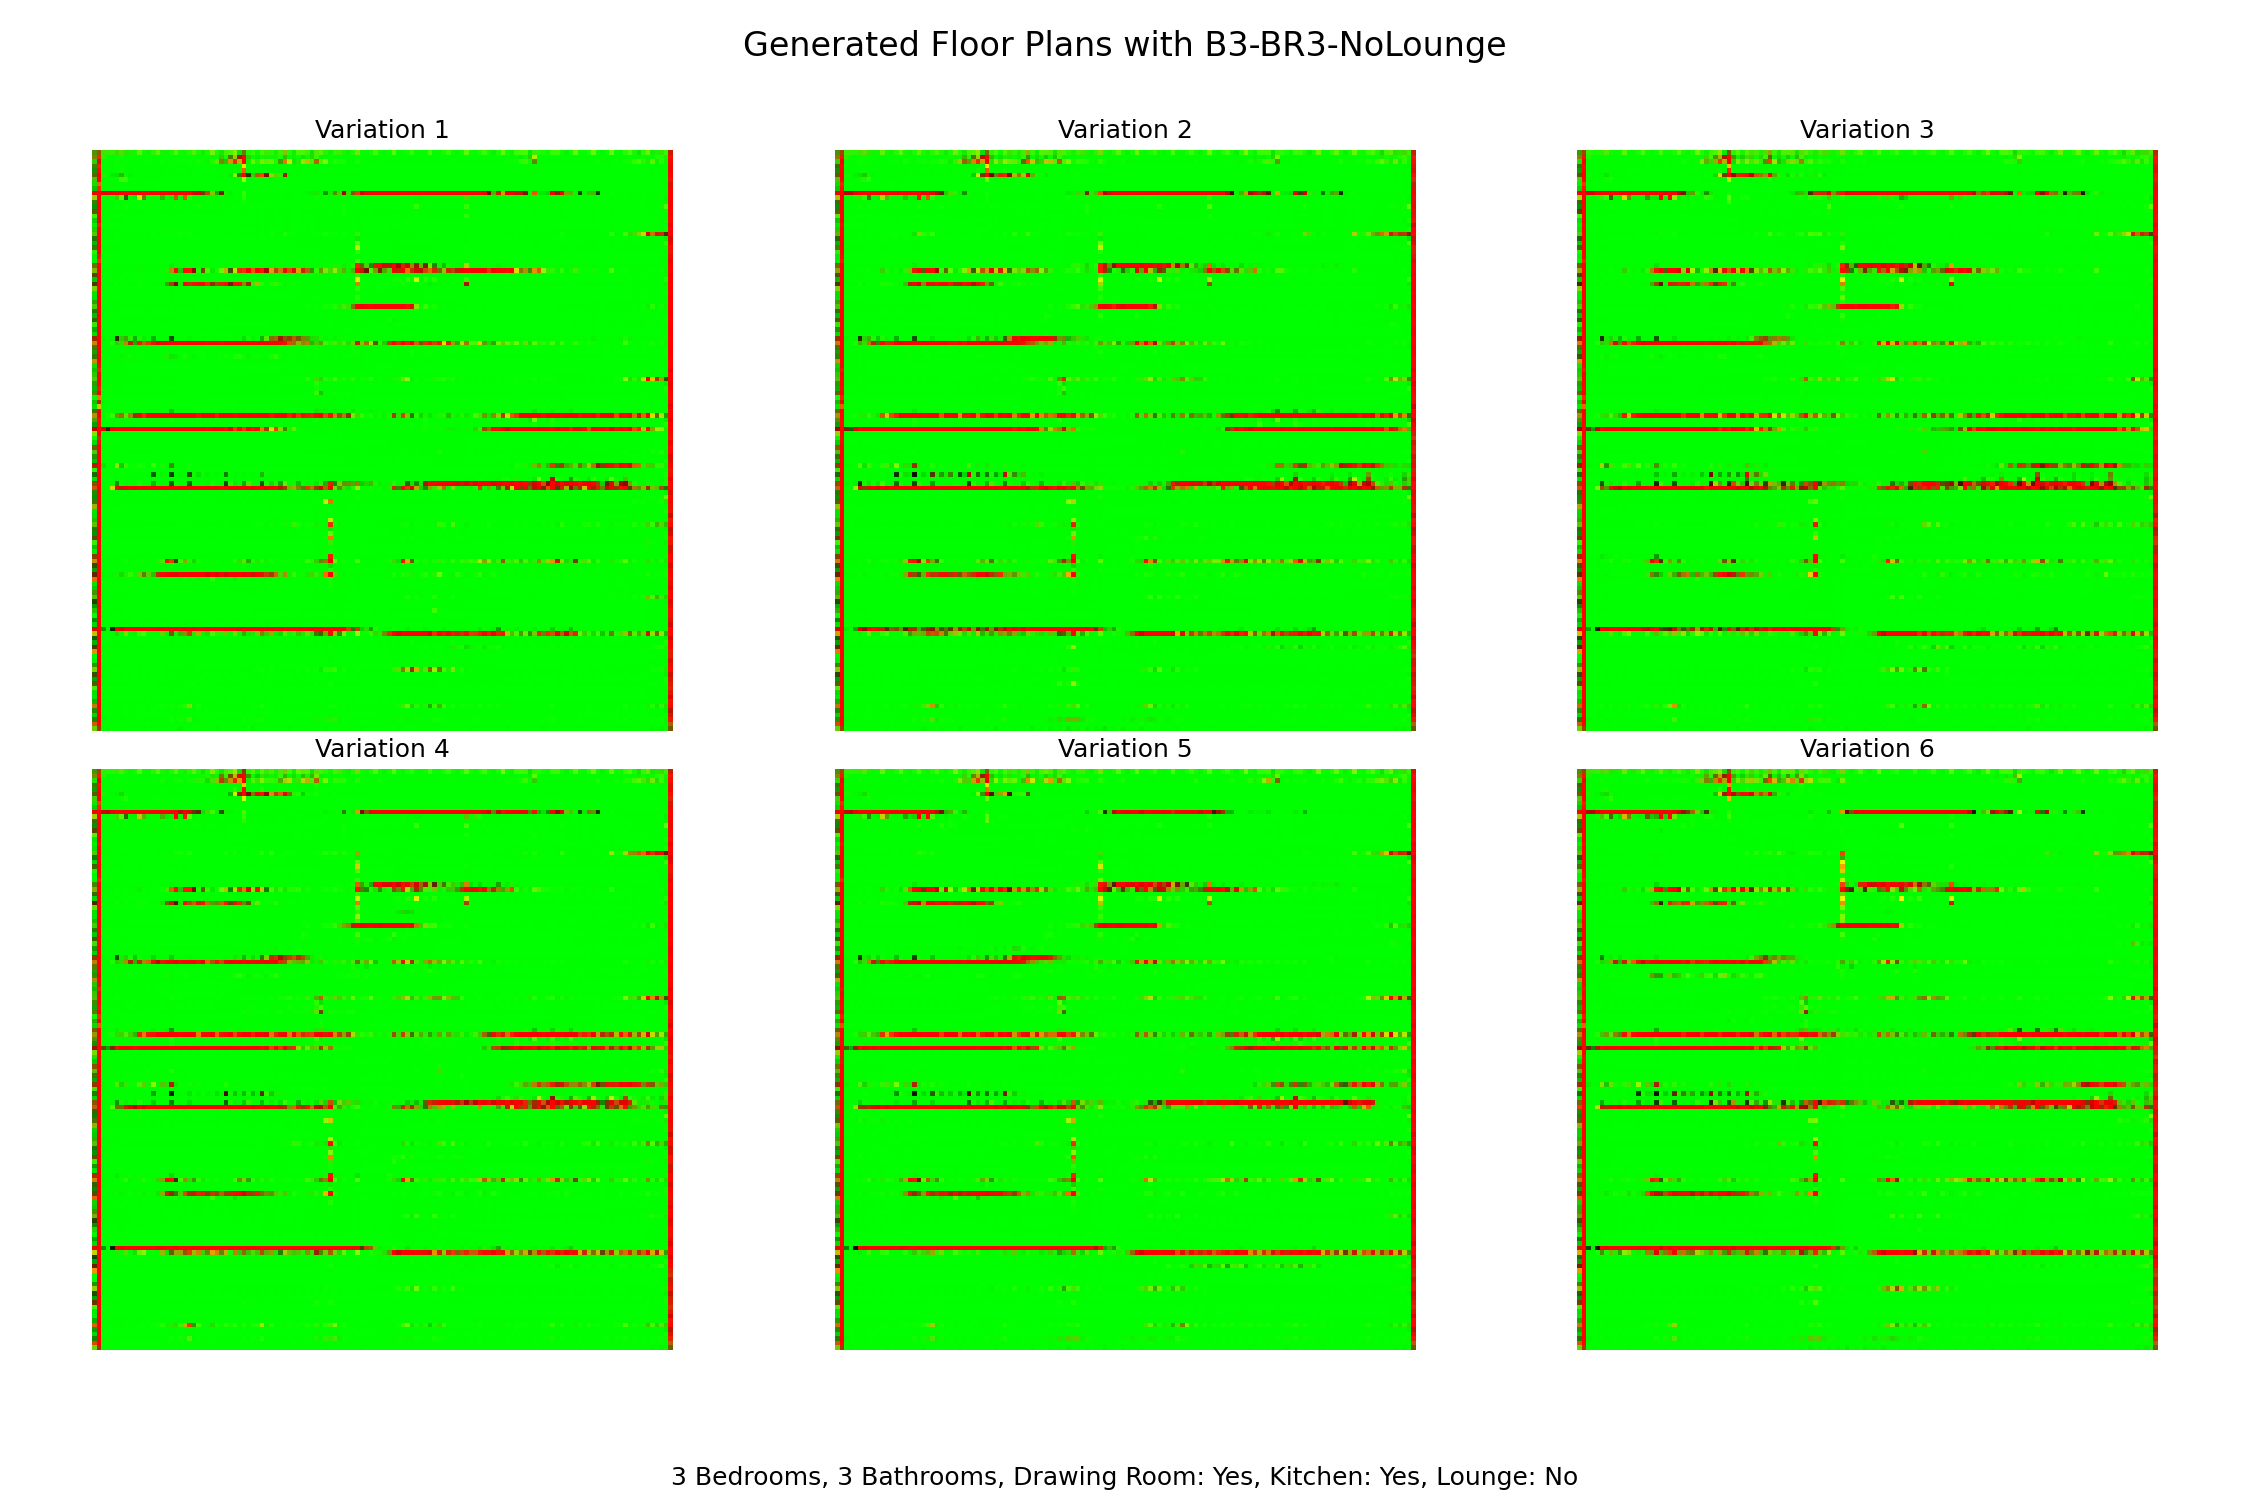 Generated Floor Plans with B3-BR3-NoLounge
Variation 1
Variation 2
Variation 3
Variation 4
Variation 5
Variation 6
3 Bedrooms, 3 Bathrooms, Drawing Room: Yes, Kitchen: Yes, Lounge: No